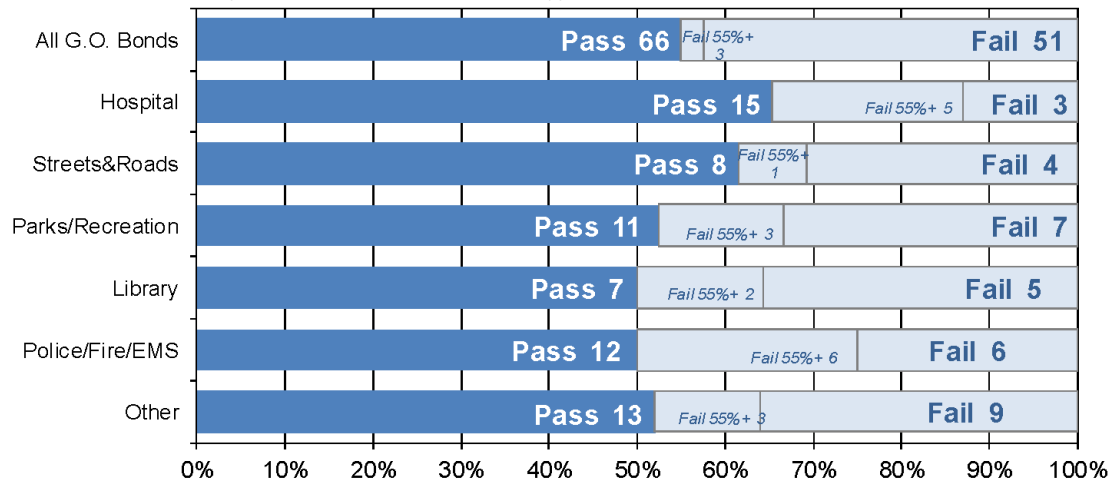 All G.O. Bonds Pass 66 Fail 55%+ 3 Fail 51
Hospital Pass 15 Fail 55%+ 5 Fail 3
Streets&Roads Pass 8 Fail 55%+ 1 Fail 4
Parks/Recreation Pass 11 Fail 55%+ 3 Fail 7
Library Pass 7 Fail 55%+ 2 Fail 5
Police/Fire/EMS Pass 12 Fail 55%+ 6 Fail 6
Other Pass 13 Fail 55%+ 3 Fail 9
0% 10% 20% 30% 40% 50% 60% 70% 80% 90% 100%